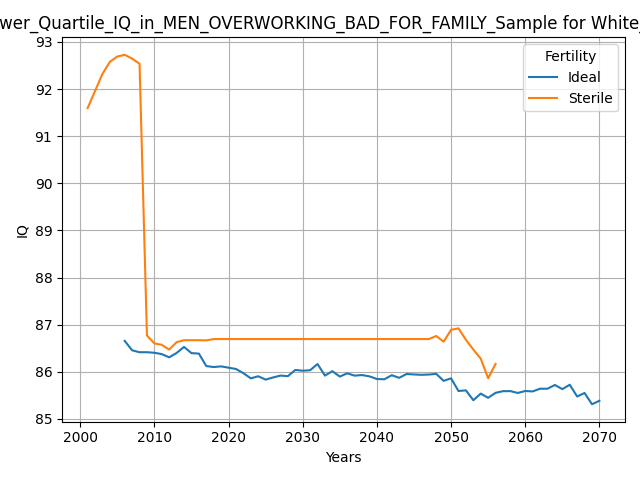 wer_Quartile_IQ_in_MEN_OVERWORKING_BAD_FOR_FAMILY_Sample for White_
Fertility
Ideal
Sterile
93
92
91
90
89
88
87
86
85
IQ
2000 2010 2020 2030 2040 2050 2060 2070
Years